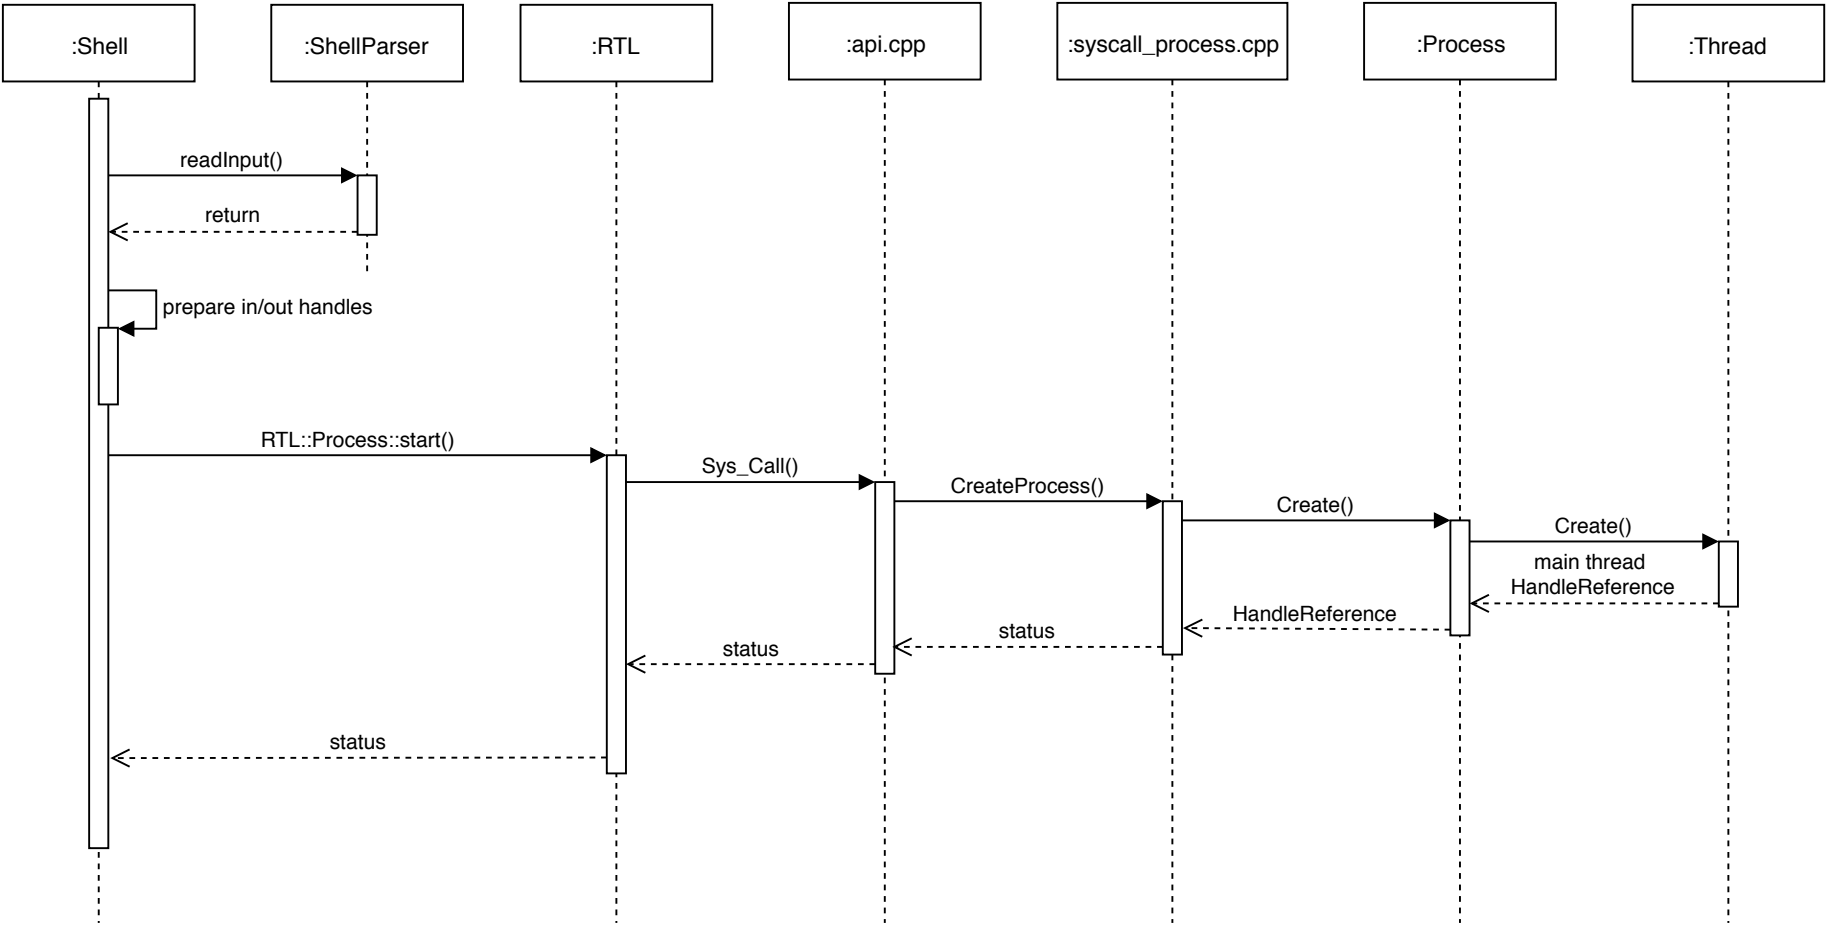 :Shell
:ShellParser
:RTL
:api.cpp
:syscall_process.cpp
:Process
:Thread
readInput()
return
prepare in/out handles
RTL::Process::start()
Sys_Call()
CreateProcess()
Create()
Create()
main thread
HandleReference
HandleReference
status
status
status